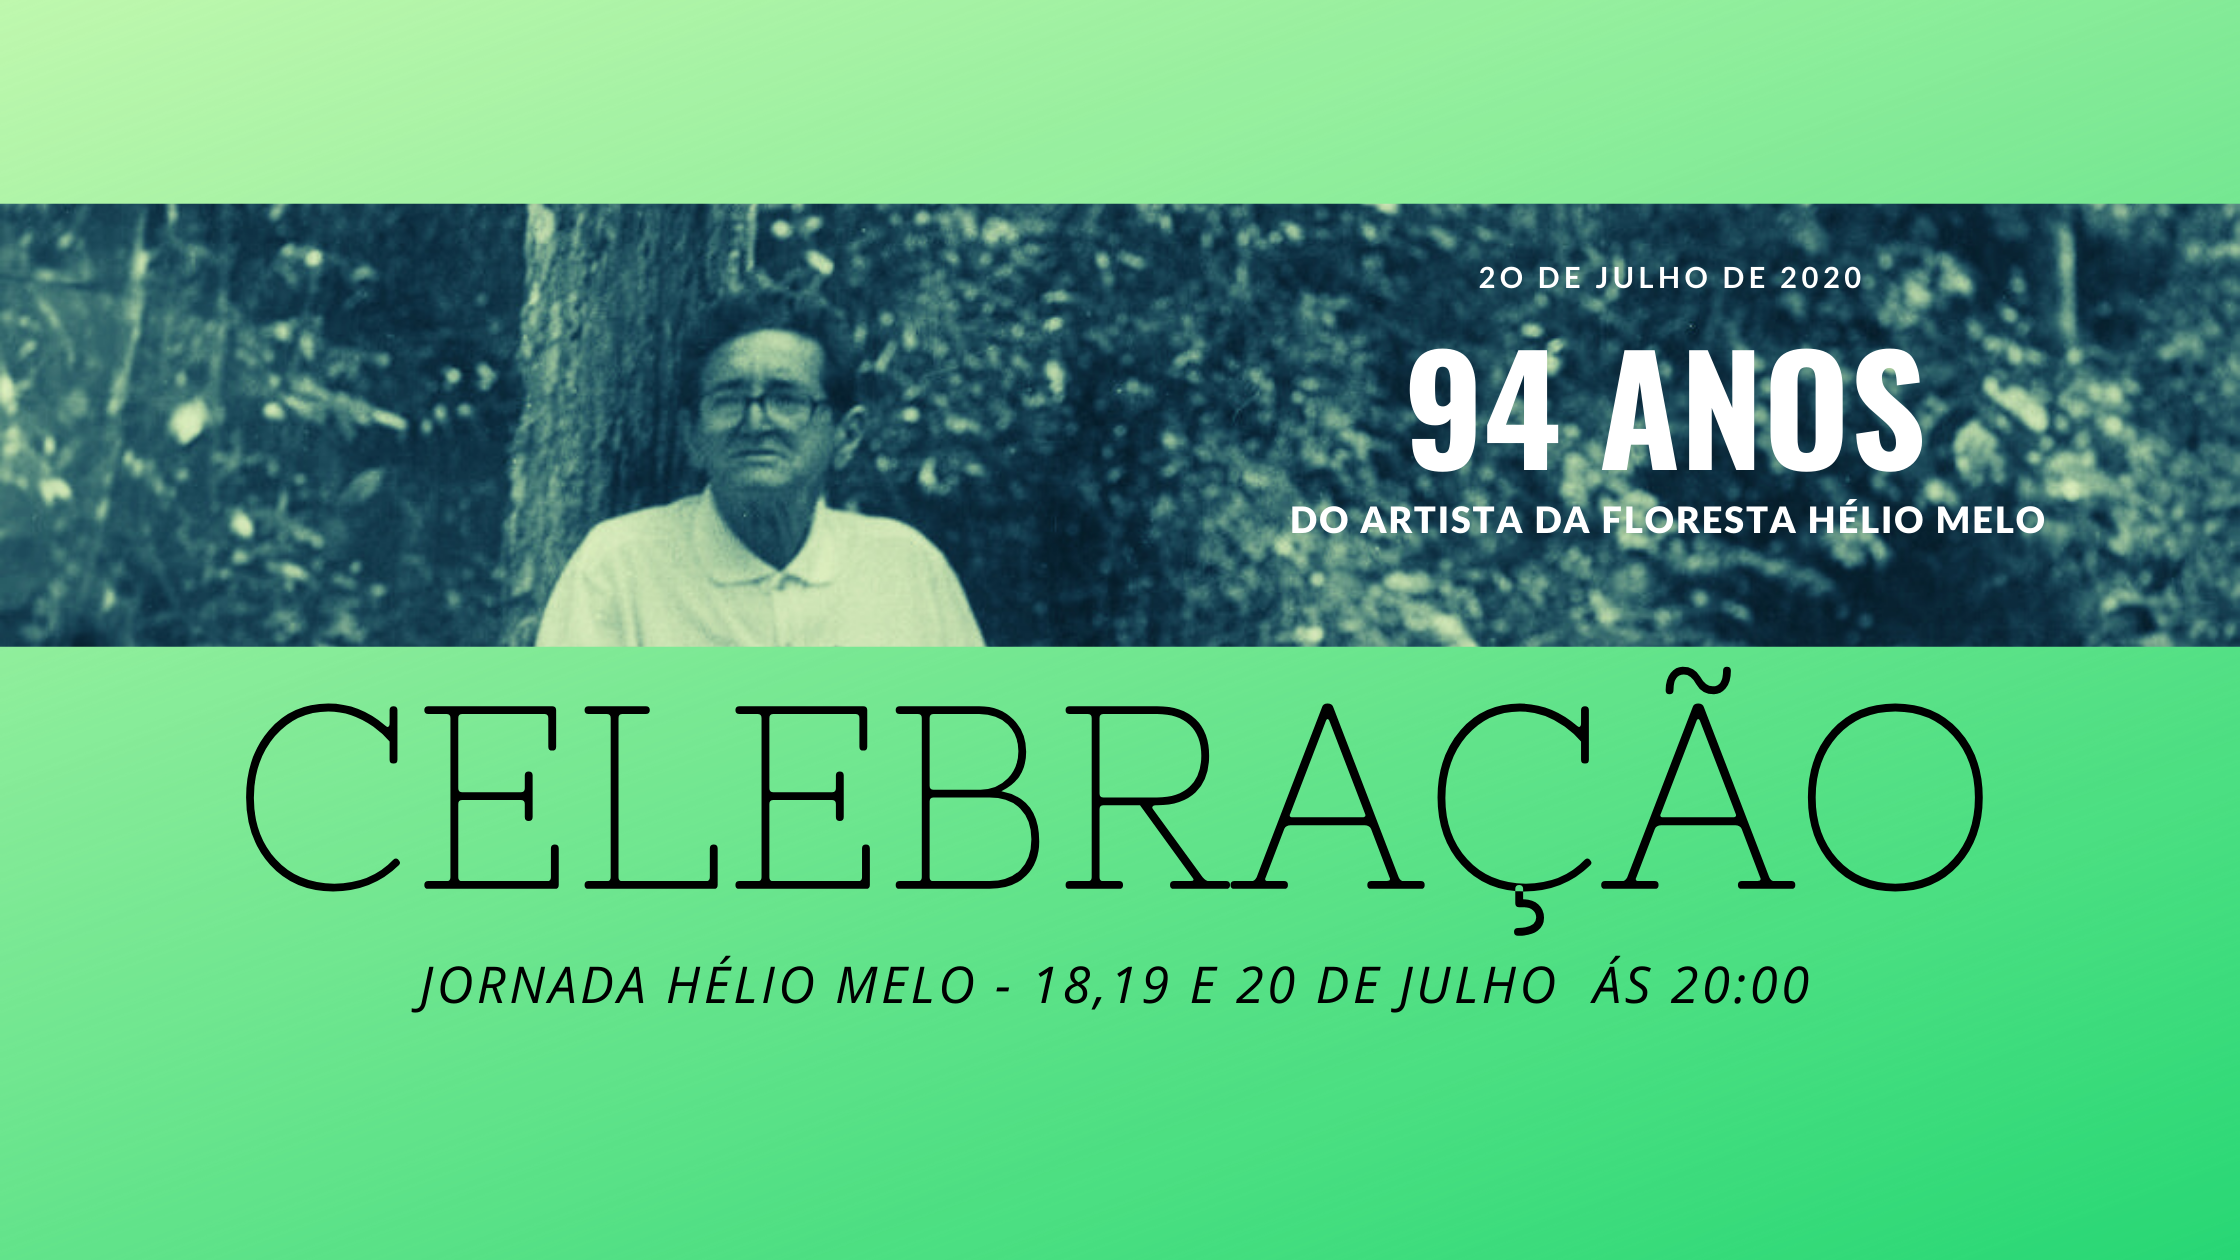 2O DE JULHO DE 2020
94 ANOS
DO ARTISTA DA FLORESTA HÉLIO MELO
CELEBRAÇÃO
JORNADA HÉLIO MELO - 18,19 E 20 DE JULHO ÁS 20:00